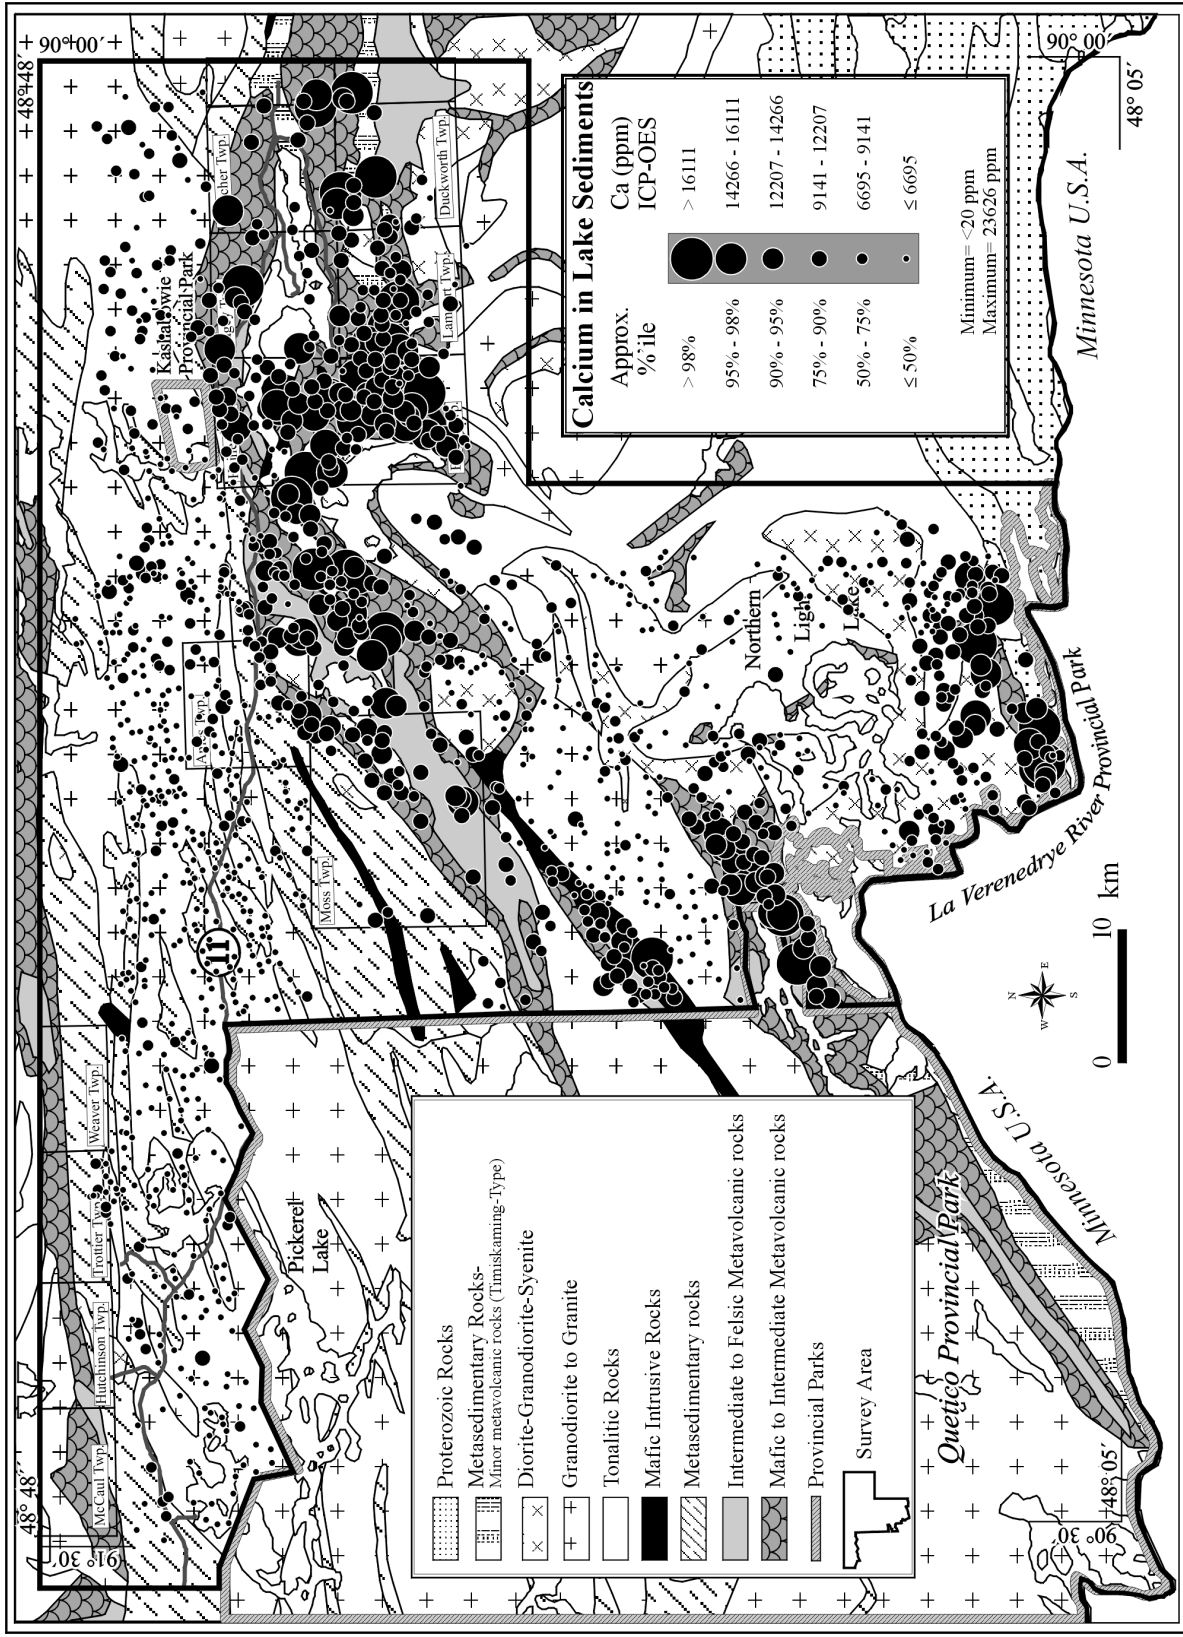 48° 48´
91° 30´
McCaul Twp.
Hutchinson Twp.
Trottier Twp.
Weaver Twp.
11
Moss Twp.
Kashabowie
Provincial Park
Lamport Twp.
Duckworth Twp.
48°48´
90°00´
Pickerel
Lake
Northern
Light
Lake
Quetico Provincial Park
Minnesota U.S.A.
La Verenedrye River Provincial Park
Minnesota U.S.A.
48° 05´
90° 30´
90° 00´
48° 05´
N
E
S
W
0
10
km
Calcium in Lake Sediments
Approx.
%'ile
Ca (ppm)
ICP-OES
> 98%
> 16111
95% - 98%
14266 - 16111
90% - 95%
12207 - 14266
75% - 90%
9141 - 12207
50% - 75%
6695 - 9141
≤ 50%
≤ 6695
Minimum= <20 ppm
Maximum= 23626 ppm
Proterozoic Rocks
Metasedimentary Rocks-
Minor metavolcanic rocks (Timiskaming-Type)
Diorite-Granodiorite-Syenite
Granodiorite to Granite
Tonalitic Rocks
Mafic Intrusive Rocks
Metasedimentary rocks
Intermediate to Felsic Metavolcanic rocks
Mafic to Intermediate Metavolcanic rocks
Provincial Parks
Survey Area